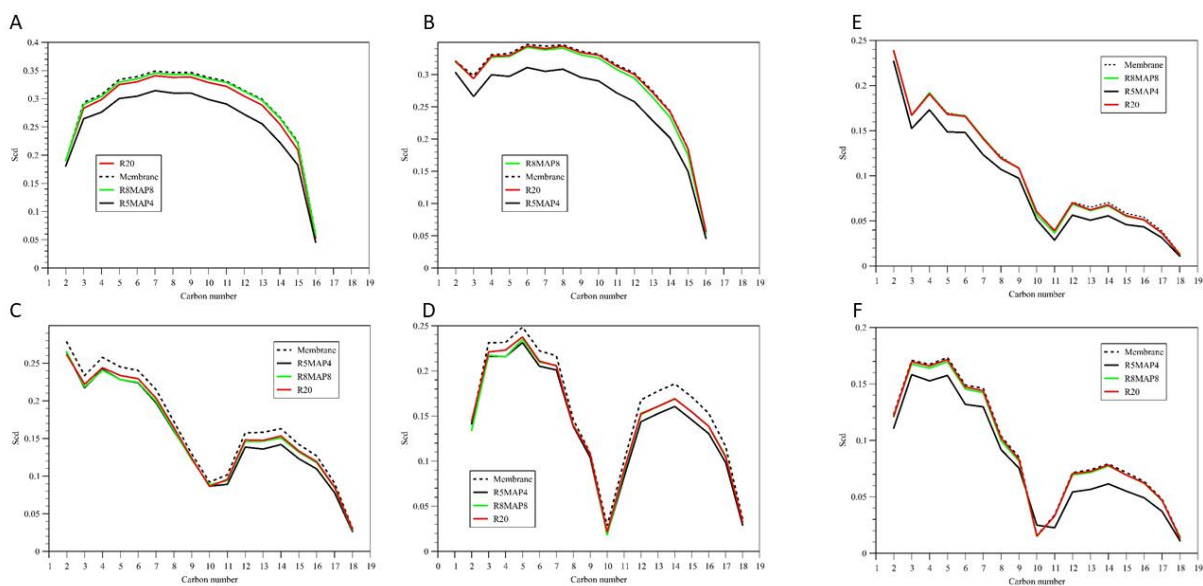 A
0.4
0.35
0.3
0.25
0.2
0.15
0.1
0.05
0
Scd
R20
Membrane
R8MAP8
R5MAP4
1 2 3 4 5 6 7 8 9 10 11 12 13 14 15 16 17 18 19
Carbon number
B
0.3
0.25
0.2
0.15
0.1
0.05
0
Scd
R8MAP8
Membrane
R20
R5MAP4
1 2 3 4 5 6 7 8 9 10 11 12 13 14 15 16 17 18 19
Carbon number
E
0.25
0.2
0.15
0.1
0.05
0
Scd
Membrane
R8MAP8
R5MAP4
R20
1 2 3 4 5 6 7 8 9 10 11 12 13 14 15 16 17 18 19
Carbon number
C
0.25
0.2
0.15
0.1
0.05
0
Scd
Membrane
R5MAP4
R8MAP8
R20
1 2 3 4 5 6 7 8 9 10 11 12 13 14 15 16 17 18 19
Carbon number
D
0.25
0.2
0.15
0.1
0.05
0
Scd
Membrane
R5MAP4
R8MAP8
R20
0 1 2 3 4 5 6 7 8 9 10 11 12 13 14 15 16 17 18 19
Carbon number
F
0.2
0.15
0.1
0.05
0
Scd
Membrane
R5MAP4
R8MAP8
R20
1 2 3 4 5 6 7 8 9 10 11 12 13 14 15 16 17 18 19
Carbon number